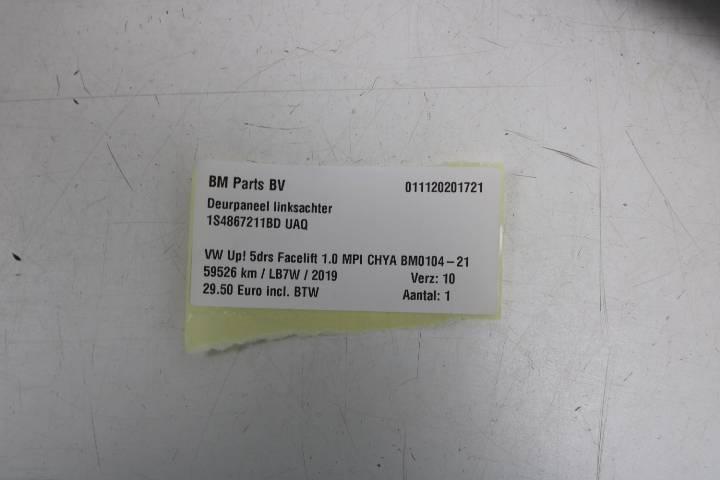 BM Parts BV 011120201721
Deurpaneel linksachter
1S4867211BD UAQ
VW Up! 5drs Facelift 1.0 MPI CHYA BM0104-21
59526 km / LB7W / 2019 Verz: 10
29.50 Euro incl. BTW Aantal: 1